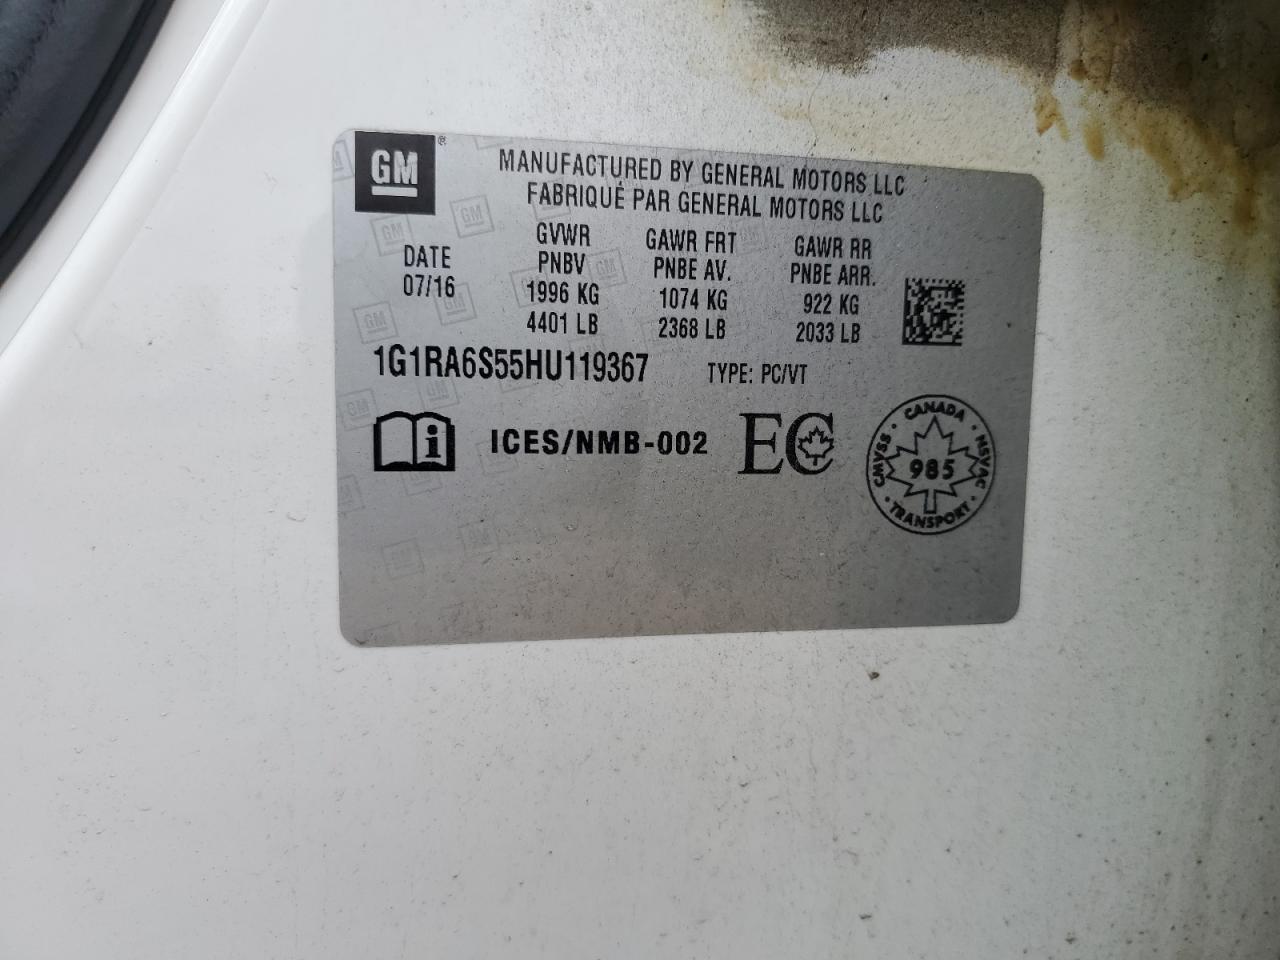 GM ®
MANUFACTURED BY GENERAL MOTORS LLC
FABRIQUÉ PAR GENERAL MOTORS LLC
DATE
07/16
GVWR
PNBV
1996 KG
4401 LB
GAWR FRT
PNBE AV.
1074 KG
2368 LB
GAWR RR
PNBE ARR.
922 KG
2033 LB
1G1RA6S55HU119367 TYPE: PC/VT
i ICES/NMB-002 EC
CANADA
CMVSS 985 NSVAC
TRANSPORT